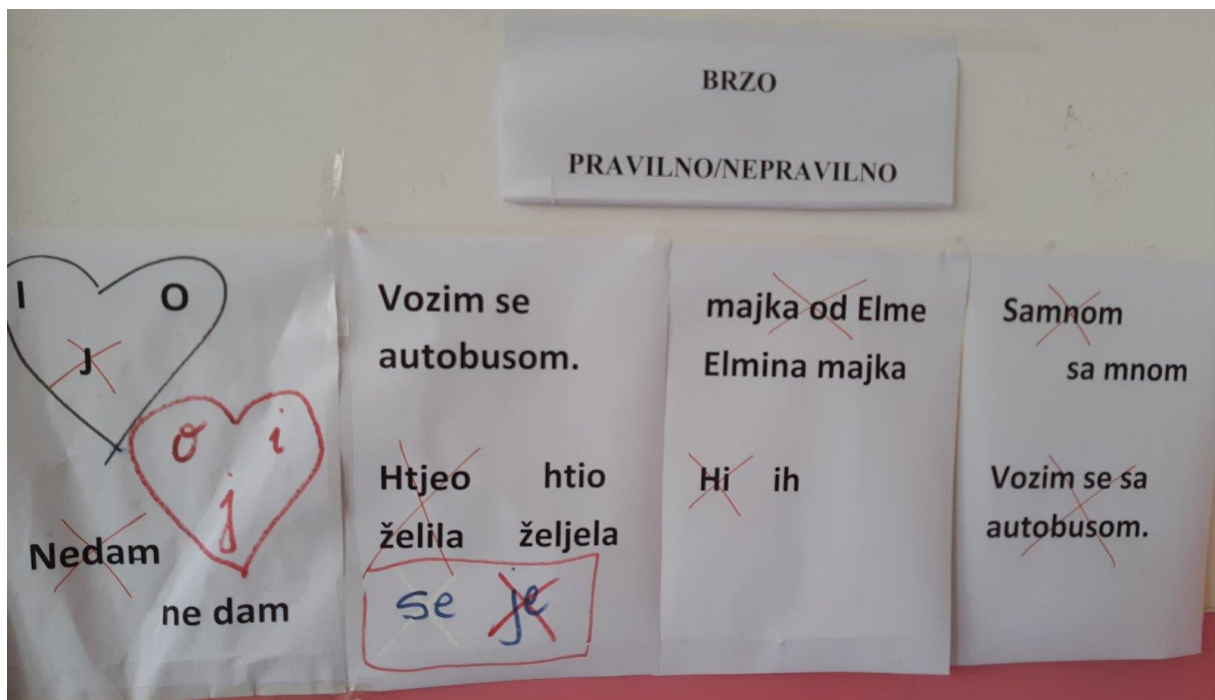 BRZO
PRAVILNO/NEPRAVILNO
I O
J
o i
j
Nedam
ne dam
Vozim se
autobusom.
Htjeo htio
želila željela
se je
majka od Elme
Elmina majka
Hi ih
Samnom
sa mnom
Vozim se sa
autobusom.